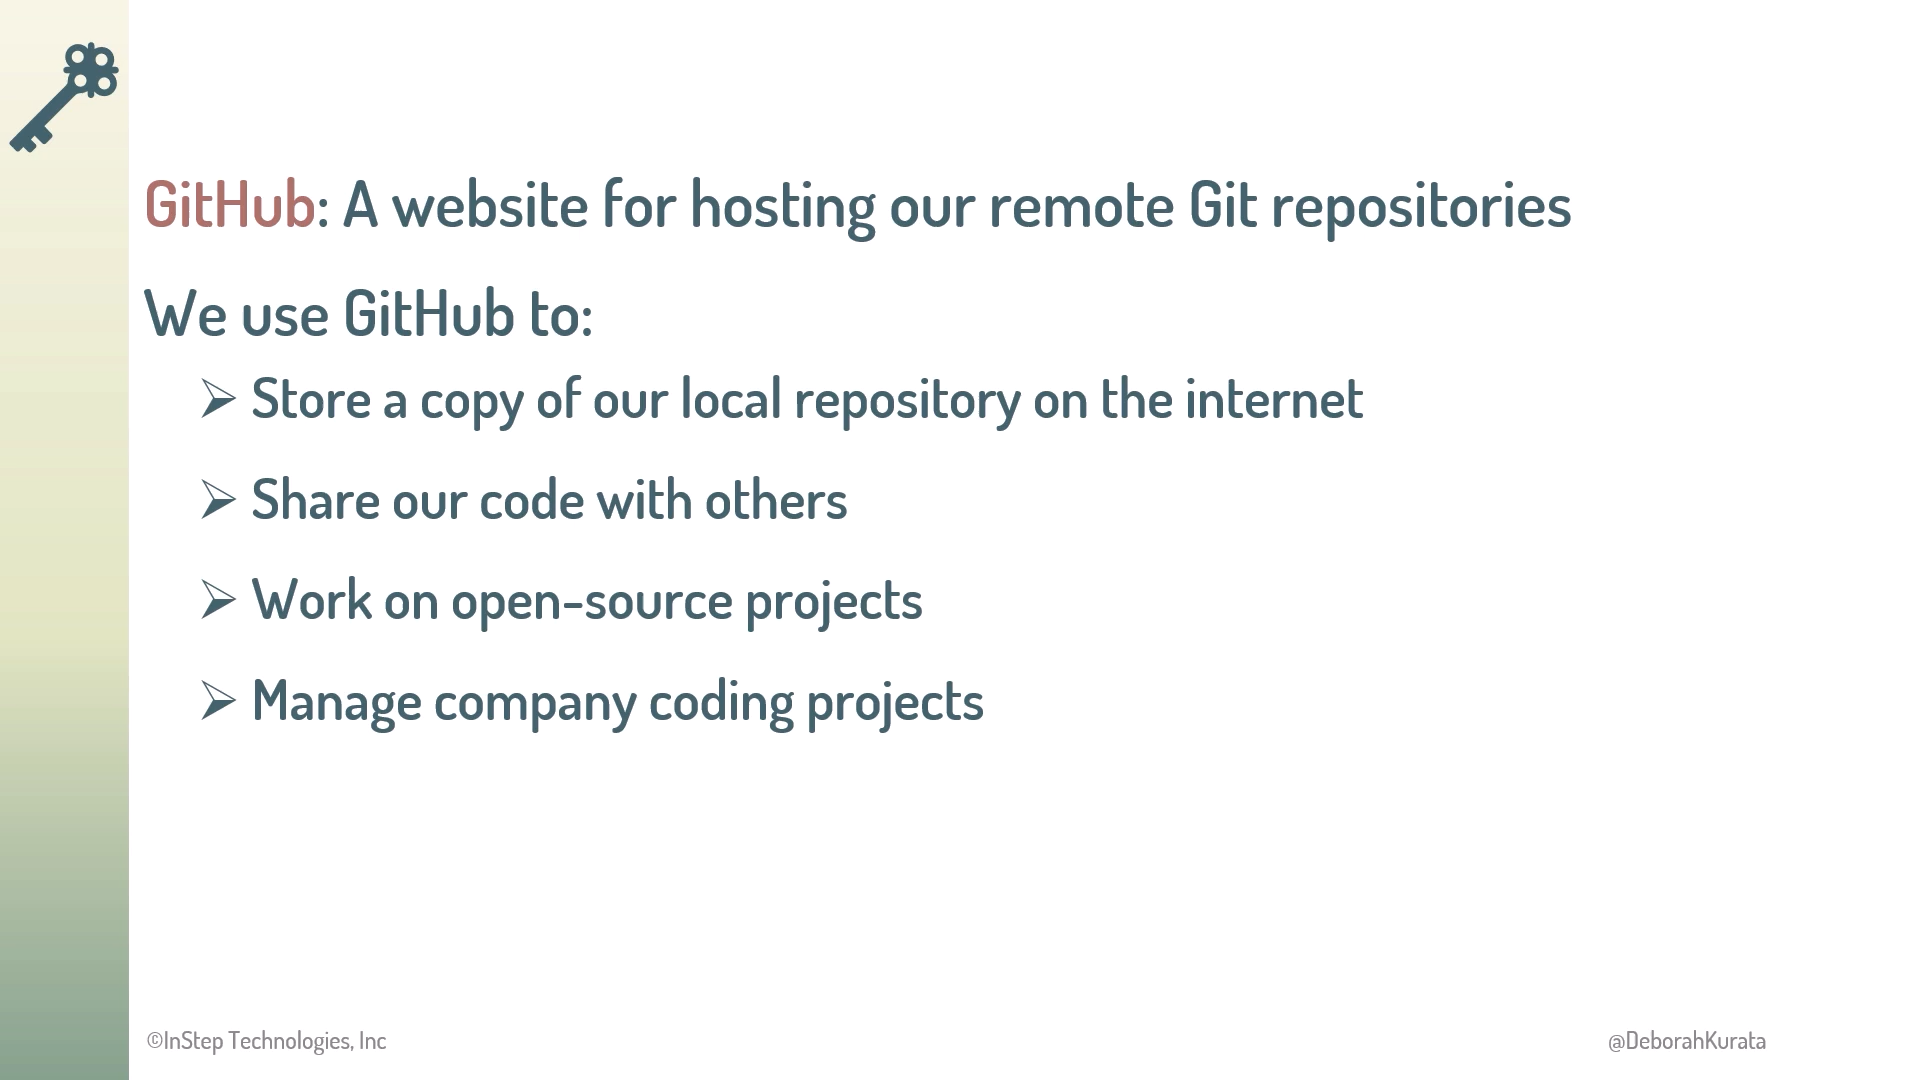 GitHub: A website for hosting our remote Git repositories
We use GitHub to:
➢ Store a copy of our local repository on the internet
➢ Share our code with others
➢ Work on open-source projects
➢ Manage company coding projects
©InStep Technologies, Inc
@DeborahKurata